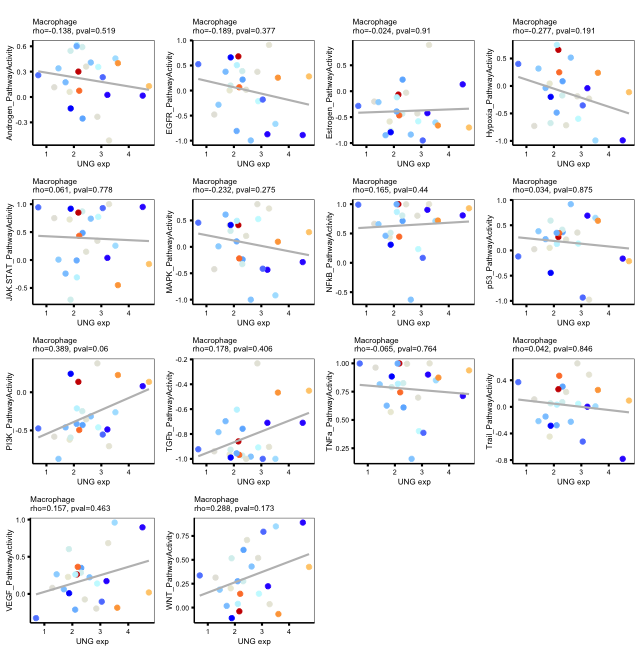 Macrophage
rho=-0.138, pval=0.519
Macrophage
rho=-0.189, pval=0.377
Macrophage
rho=-0.024, pval=0.91
Macrophage
rho=-0.277, pval=0.191
Androgen_PathwayActivity
0.6
0.3
0.0
-0.3
1 2 3 4
UNG exp
EGFR_PathwayActivity
1.0
0.5
0.0
-0.5
-1.0
1 2 3 4
UNG exp
Estrogen_PathwayActivity
0.5
0.0
-0.5
-1.0
1 2 3 4
UNG exp
Hypoxia_PathwayActivity
0.5
0.0
-0.5
-1.0
1 2 3 4
UNG exp
Macrophage
rho=0.061, pval=0.778
Macrophage
rho=-0.232, pval=0.275
Macrophage
rho=0.165, pval=0.44
Macrophage
rho=0.034, pval=0.875
JAK-STAT_PathwayActivity
1.0
0.5
0.0
-0.5
1 2 3 4
UNG exp
MAPK_PathwayActivity
0.5
0.0
-0.5
-1.0
1 2 3 4
UNG exp
NFkB_PathwayActivity
1.0
0.5
0.0
-0.5
1 2 3 4
UNG exp
p53_PathwayActivity
1.0
0.5
0.0
-0.5
-1.0
1 2 3 4
UNG exp
Macrophage
rho=0.389, pval=0.06
Macrophage
rho=0.178, pval=0.406
Macrophage
rho=-0.065, pval=0.764
Macrophage
rho=0.042, pval=0.846
PI3K_PathwayActivity
0.0
-0.5
1 2 3 4
UNG exp
TGFb_PathwayActivity
-0.2
-0.4
-0.6
-0.8
-1.0
1 2 3 4
UNG exp
TNFa_PathwayActivity
1.00
0.75
0.50
0.25
1 2 3 4
UNG exp
Trail_PathwayActivity
0.4
0.0
-0.4
-0.8
1 2 3 4
UNG exp
Macrophage
rho=0.157, pval=0.463
Macrophage
rho=0.288, pval=0.173
VEGF_PathwayActivity
1.0
0.5
0.0
1 2 3 4
UNG exp
WNT_PathwayActivity
0.75
0.50
0.25
0.00
1 2 3 4
UNG exp